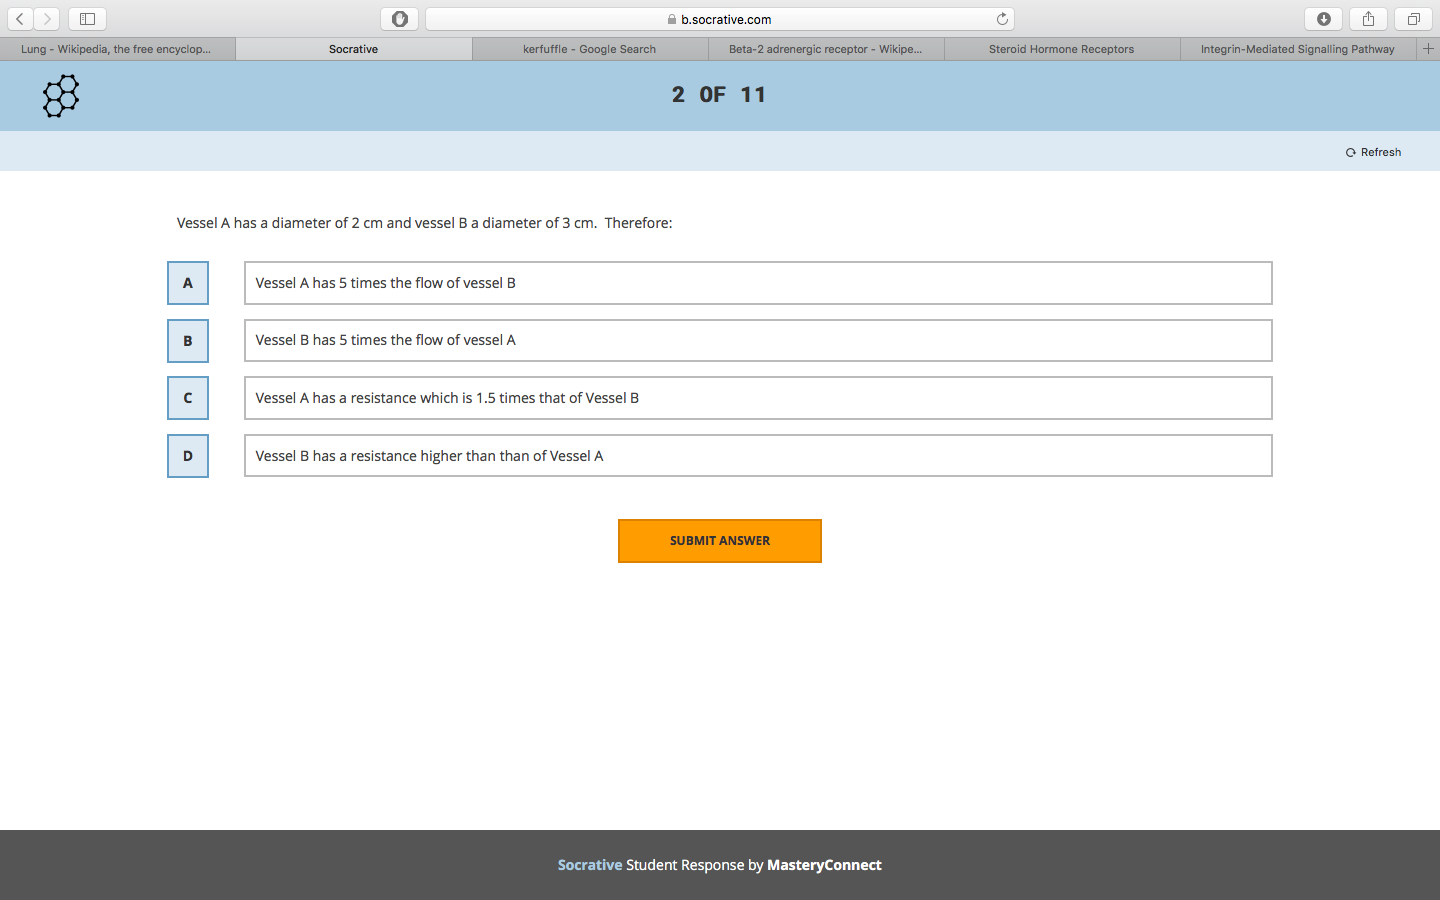 b.socrative.com
Lung - Wikipedia, the free encyclop...
Socrative
kerfuffle - Google Search
Beta-2 adrenergic receptor - Wikipe...
Steroid Hormone Receptors
Integrin-Mediated Signalling Pathway
2 OF 11
Refresh
Vessel A has a diameter of 2 cm and vessel B a diameter of 3 cm. Therefore:
A Vessel A has 5 times the flow of vessel B
B Vessel B has 5 times the flow of vessel A
C Vessel A has a resistance which is 1.5 times that of Vessel B
D Vessel B has a resistance higher than than of Vessel A
SUBMIT ANSWER
Socrative Student Response by MasteryConnect